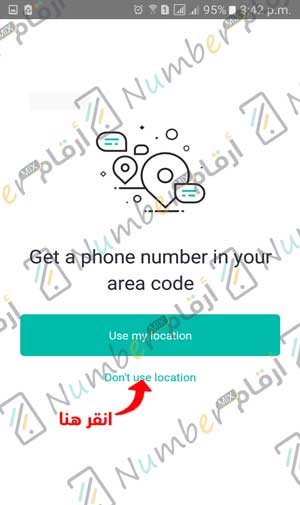 95% 3:42 p.m.
Get a phone number in your
area code
Use my location
Don't use location
انقر هنا
أرقام Number Mix